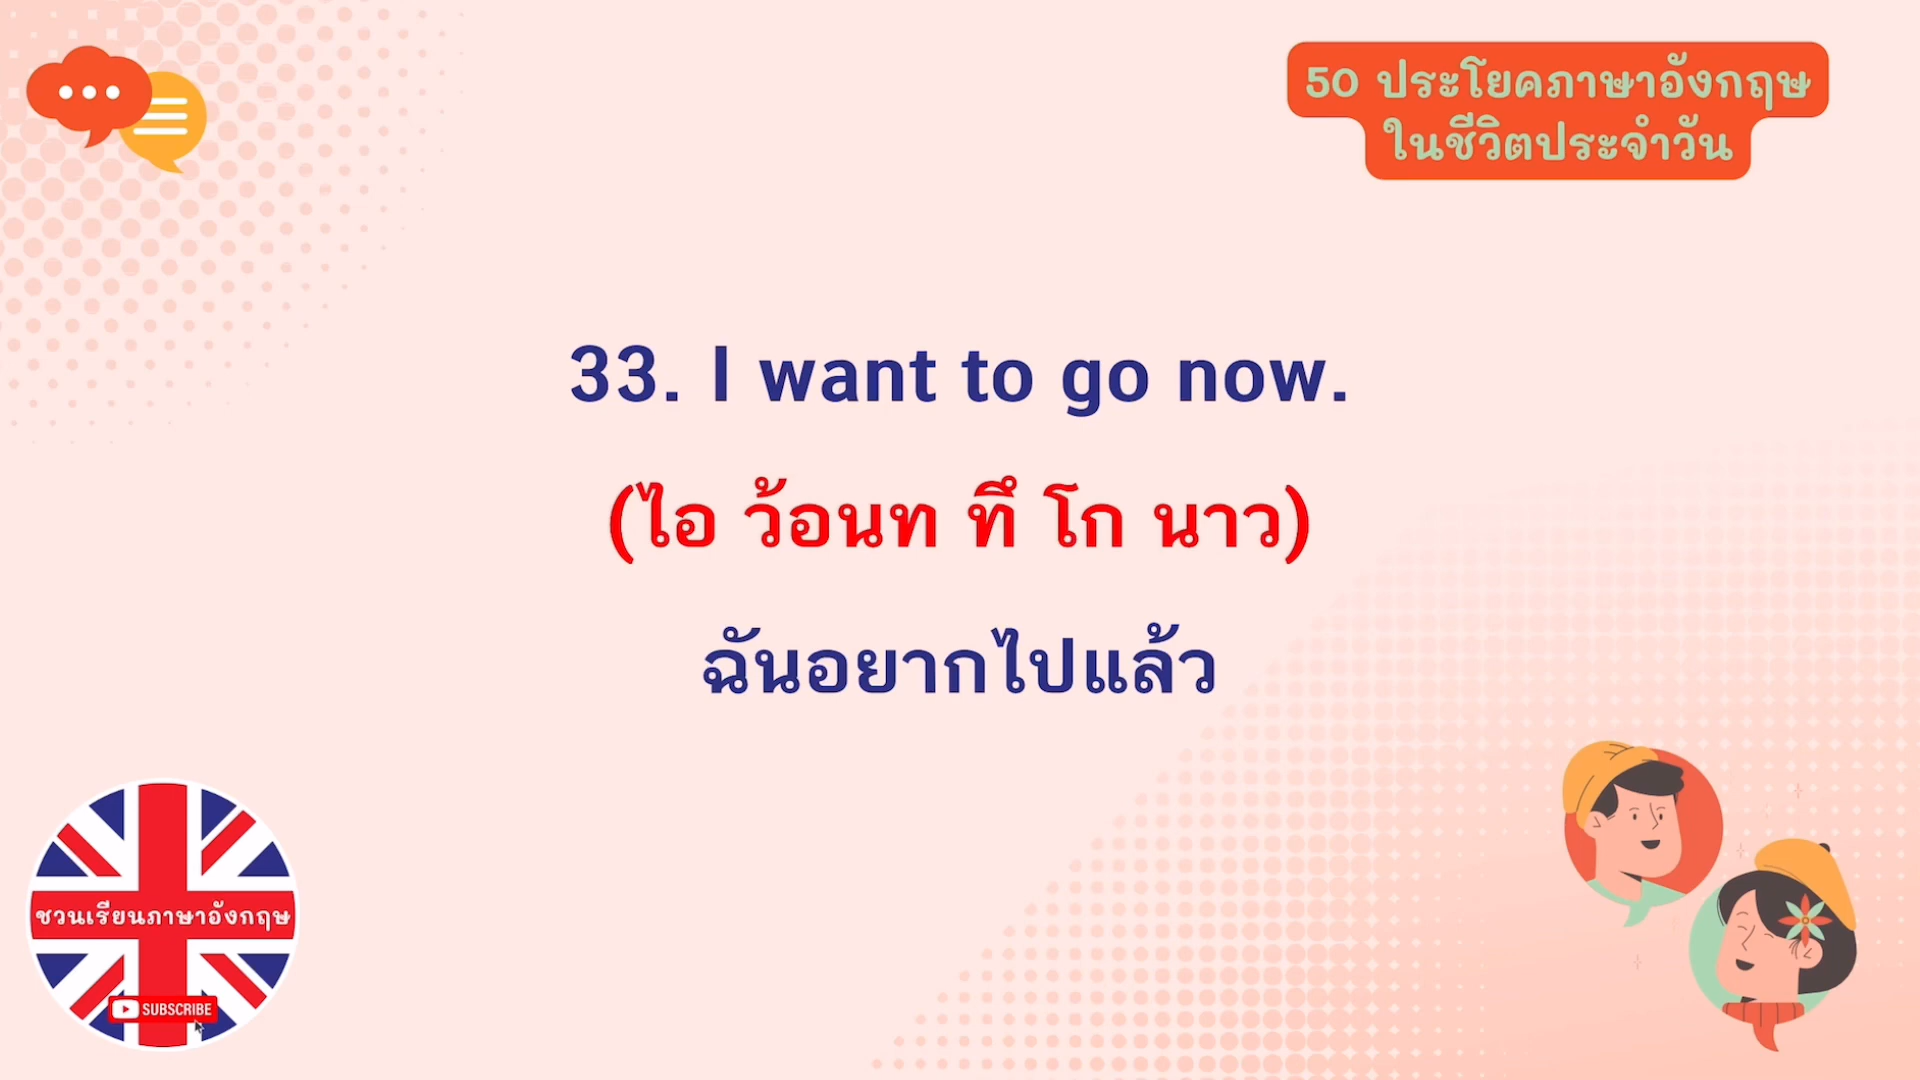 50 ประโยคภาษาอังกฤษ
ในชีวิตประจำวัน
33. I want to go now.
(ไอ ว้อนท ทึ โก นาว)
ฉันอยากไปแล้ว
ชวนเรียนภาษาอังกฤษ
SUBSCRIBE